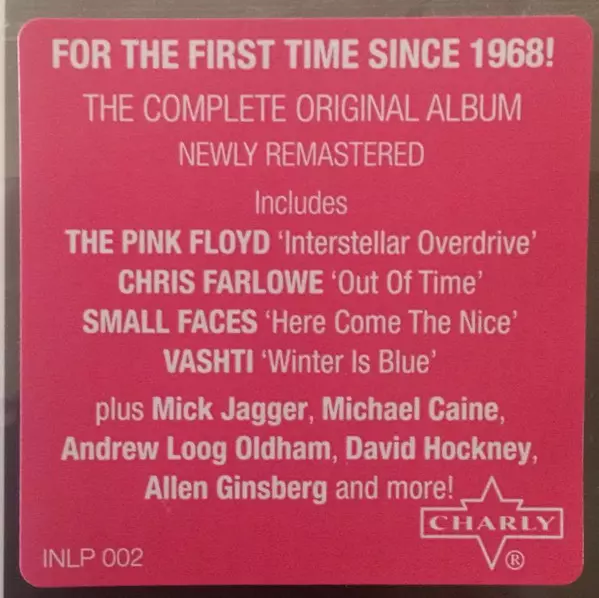 FOR THE FIRST TIME SINCE 1968!
THE COMPLETE ORIGINAL ALBUM
NEWLY REMASTERED
Includes
THE PINK FLOYD 'Interstellar Overdrive'
CHRIS FARLOWE 'Out Of Time'
SMALL FACES 'Here Come The Nice'
VASHTI 'Winter Is Blue'
plus Mick Jagger, Michael Caine,
Andrew Loog Oldham, David Hockney,
Allen Ginsberg and more!
CHARLY
®
INLP 002